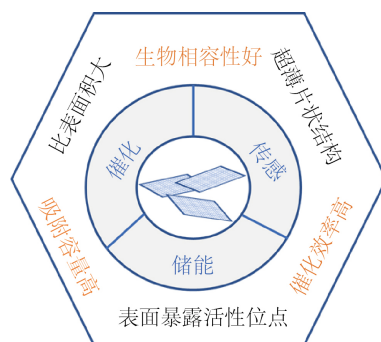 生物相容性好
比表面积大
超薄片状结构
催化
传感
储能
吸附容量高
催化效率高
表面暴露活性位点